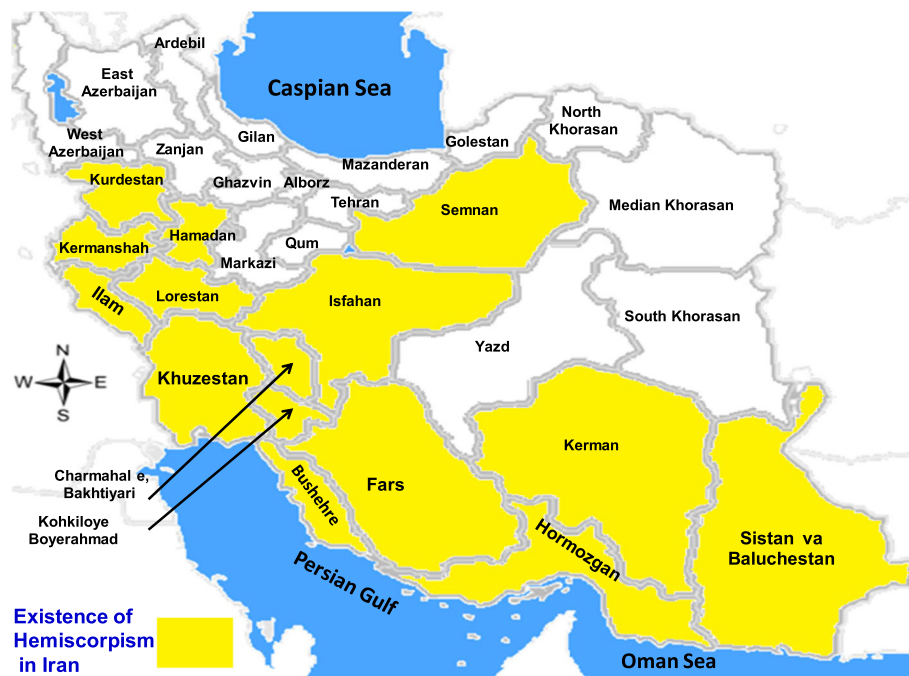 Ardebil
East
Azerbaijan
Caspian Sea
North
Khorasan
West
Azerbaijan
Zanjan
Gilan
Golestan
Mazanderan
Kurdestan
Ghazvin
Alborz
Tehran
Semnan
Median Khorasan
Hamadan
Kermanshah
Qum
Markazi
Ilam
Lorestan
Isfahan
South Khorasan
Yazd
N
W
E
S
Khuzestan
Kerman
Charmahal e,
Bakhtiyari
Bushehre
Fars
Kohkiloye
Boyerahmad
Hormozgan
Sistan va
Baluchestan
Persian Gulf
Existence of
Hemiscorpism
in Iran
Oman Sea